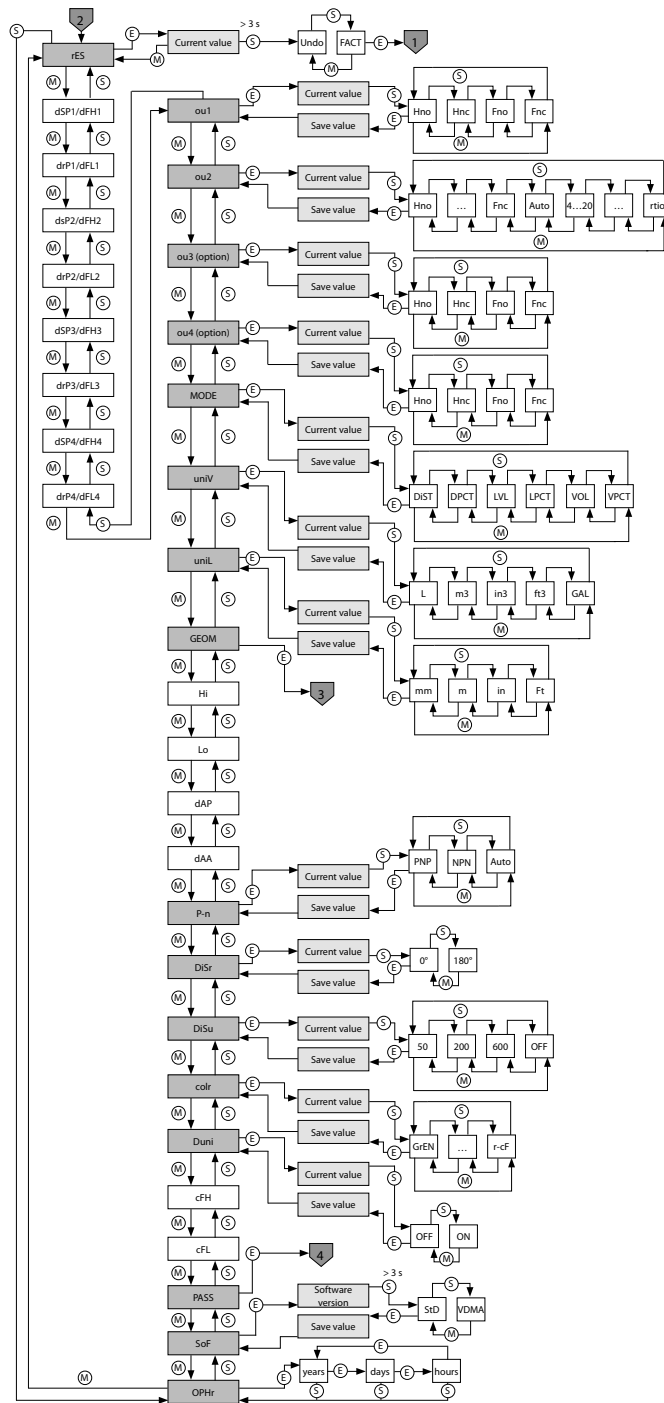 2
S
E
> 3 s
S
Current value
S
Undo
FACT
E
1
rES
M
M
M
S
E
ou1
Current value
S
S
dSP1/dFH1
Save value
E
Hno
Hnc
Fno
Fnc
M
M
S
M
S
ou2
E
Current value
S
S
drP1/dFL1
Save value
E
Hno
...
Fnc
Auto
4...20
...
rtio
M
M
S
M
S
ou3 (option)
E
Current value
S
S
dsP2/dFH2
Save value
E
Hno
Hnc
Fno
Fnc
M
M
S
M
S
drP2/dFL2
ou4 (option)
E
Current value
S
S
Save value
E
Hno
Hnc
Fno
Fnc
M
M
S
M
S
dSP3/dFH3
MODE
E
Current value
S
S
Save value
E
DiST
DPCT
LVL
LPCT
VOL
VPCT
M
M
S
M
S
drP3/dFL3
uniV
E
Current value
S
S
Save value
E
L
m3
in3
ft3
GAL
M
M
S
M
S
dSP4/dFH4
uniL
E
Current value
S
S
Save value
E
mm
m
in
Ft
M
M
S
drP4/dFL4
M
S
M
S
GEOM
E
3
M
S
Hi
M
S
Lo
M
S
dAP
M
S
dAA
M
S
P-n
E
Current value
Save value
S
E
S
PNP
NPN
Auto
M
M
S
DiSr
E
Current value
Save value
S
E
S
0°
180°
M
M
S
DiSu
E
Current value
Save value
S
E
S
50
200
600
OFF
M
M
S
colr
E
Current value
Save value
S
E
S
GrEN
...
r-cF
M
M
S
Duni
E
Current value
Save value
S
E
S
OFF
ON
M
M
S
cFH
M
S
cFL
M
S
PASS
E
4
M
S
SoF
E
Software
version
Save value
> 3 s
S
E
S
StD
VDMA
M
M
S
M
OPHr
E
E
years
E
days
E
hours
S
S
S